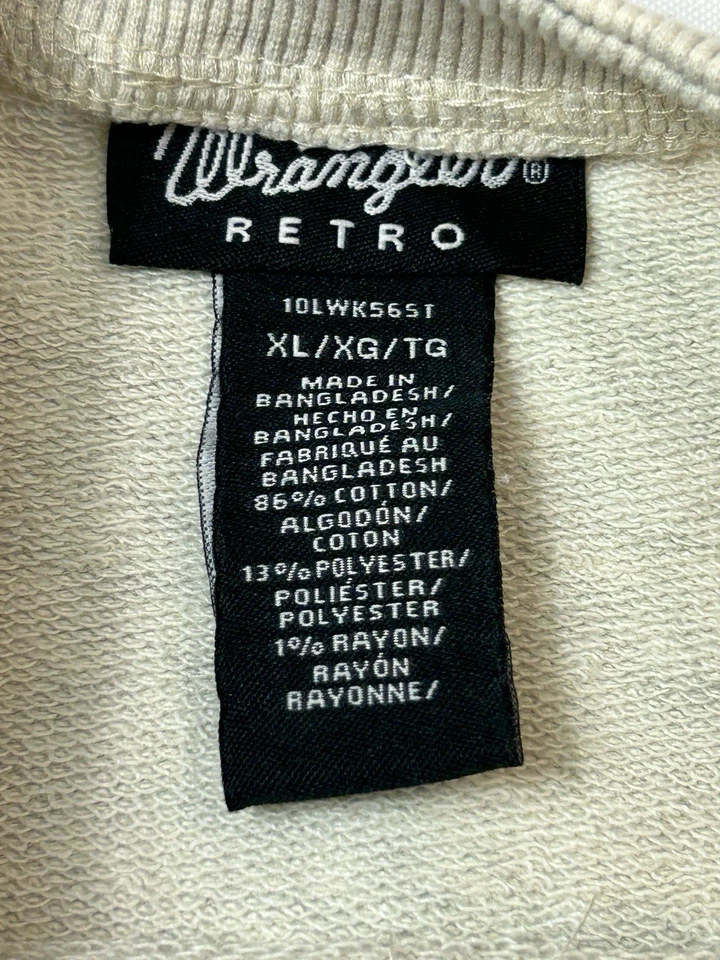 Wrangler®
RETRO
10LWK56ST
XL/XG/TG
MADE IN
BANGLADESH/
HECHO EN
BANGLADESH/
FABRIQUÉ AU
BANGLADESH
86% COTTON/
ALGODÓN/
COTON
13% POLYESTER/
POLIÉSTER/
POLYESTER
1% RAYON/
RAYÓN
RAYONNE/